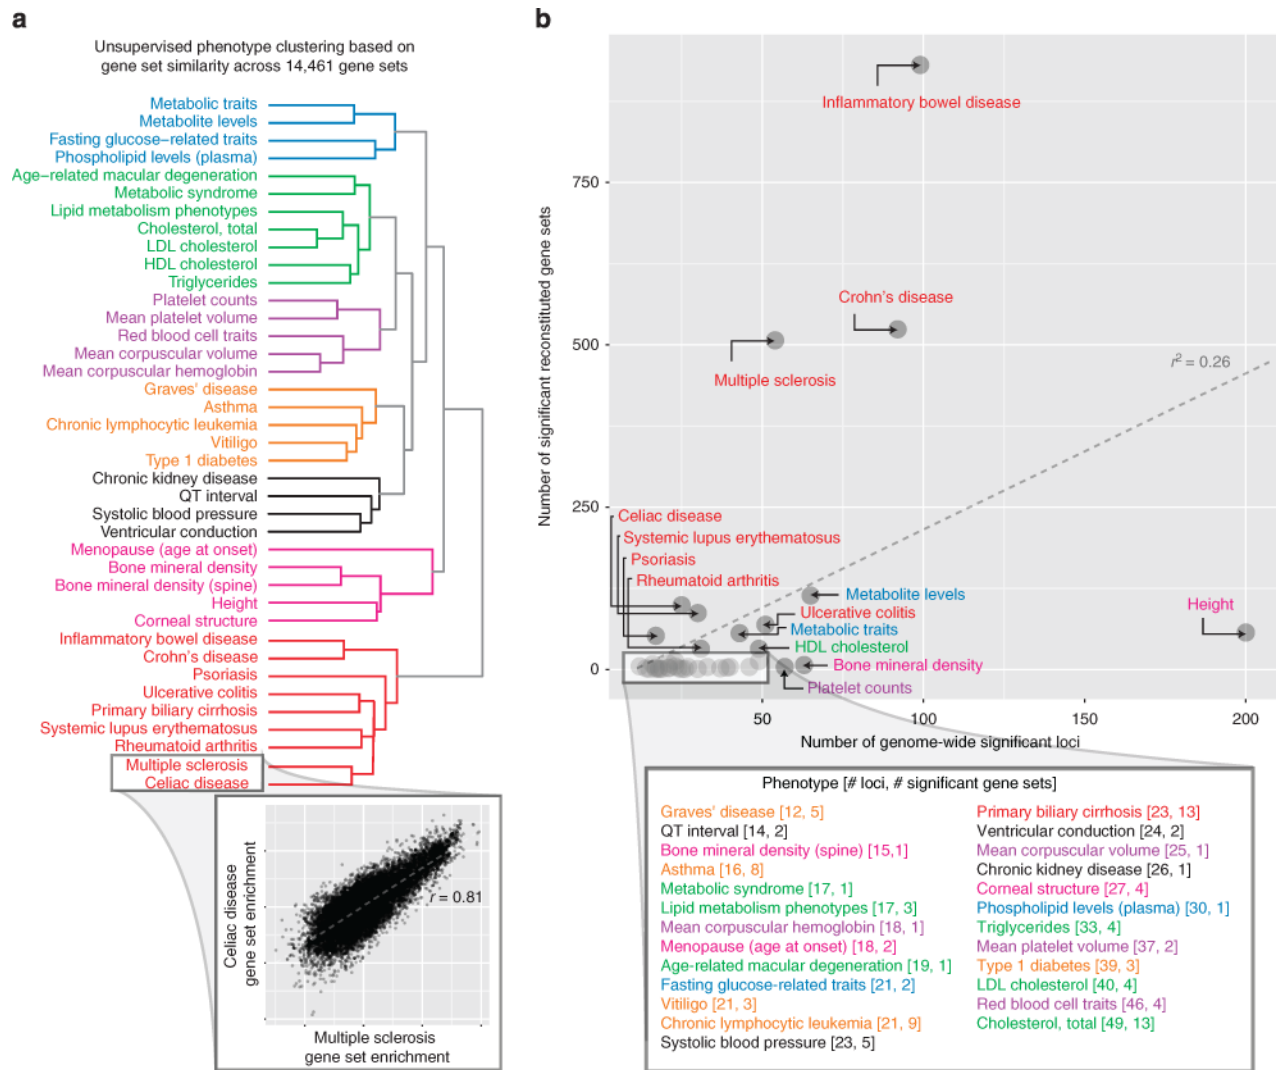 a
Unsupervised phenotype clustering based on
gene set similarity across 14,461 gene sets
Metabolic traits
Metabolite levels
Fasting glucose–related traits
Phospholipid levels (plasma)
Age–related macular degeneration
Metabolic syndrome
Lipid metabolism phenotypes
Cholesterol, total
LDL cholesterol
HDL cholesterol
Triglycerides
Platelet counts
Mean platelet volume
Red blood cell traits
Mean corpuscular volume
Mean corpuscular hemoglobin
Graves' disease
Asthma
Chronic lymphocytic leukemia
Vitiligo
Type 1 diabetes
Chronic kidney disease
QT interval
Systolic blood pressure
Ventricular conduction
Menopause (age at onset)
Bone mineral density
Bone mineral density (spine)
Height
Corneal structure
Inflammatory bowel disease
Crohn's disease
Psoriasis
Ulcerative colitis
Primary biliary cirrhosis
Systemic lupus erythematosus
Rheumatoid arthritis
Multiple sclerosis
Celiac disease
Celiac disease
gene set enrichment
r = 0.81
Multiple sclerosis
gene set enrichment
b
Number of significant reconstituted gene sets
750
500
250
0
Inflammatory bowel disease
Crohn's disease
Multiple sclerosis
r² = 0.26
Celiac disease
Systemic lupus erythematosus
Psoriasis
Rheumatoid arthritis
Metabolite levels
Ulcerative colitis
Metabolic traits
HDL cholesterol
Bone mineral density
Platelet counts
Height
50
100
150
200
Number of genome-wide significant loci
Phenotype [# loci, # significant gene sets]
Graves' disease [12, 5]
QT interval [14, 2]
Bone mineral density (spine) [15,1]
Asthma [16, 8]
Metabolic syndrome [17, 1]
Lipid metabolism phenotypes [17, 3]
Mean corpuscular hemoglobin [18, 1]
Menopause (age at onset) [18, 2]
Age-related macular degeneration [19, 1]
Fasting glucose-related traits [21, 2]
Vitiligo [21, 3]
Chronic lymphocytic leukemia [21, 9]
Systolic blood pressure [23, 5]
Primary biliary cirrhosis [23, 13]
Ventricular conduction [24, 2]
Mean corpuscular volume [25, 1]
Chronic kidney disease [26, 1]
Corneal structure [27, 4]
Phospholipid levels (plasma) [30, 1]
Triglycerides [33, 4]
Mean platelet volume [37, 2]
Type 1 diabetes [39, 3]
LDL cholesterol [40, 4]
Red blood cell traits [46, 4]
Cholesterol, total [49, 13]